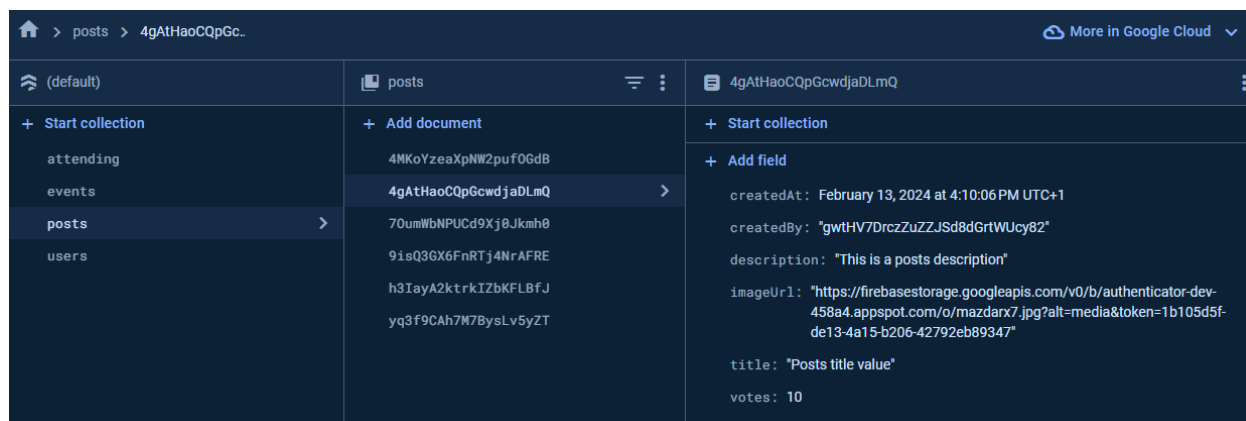 posts > 4gAtHaoCQpGc..
More in Google Cloud
(default)
+ Start collection
attending
events
posts
users
posts
+ Add document
4MKoYzeaXpNW2pufOGdB
4gAtHaoCQpGcwdjaDLmQ
7OumWbNPUCd9Xj0Jkmh0
9isQ3GX6FnRTj4NrAFRE
h3IayA2ktrkIZbKFLBfJ
yq3f9CAh7M7BysLv5yZT
4gAtHaoCQpGcwdjaDLmQ
+ Start collection
+ Add field
createdAt: February 13, 2024 at 4:10:06 PM UTC+1
createdBy: "gwtHV7DrczZuZZJSd8dGrtWUcy82"
description: "This is a posts description"
imageUrl: "https://firebasestorage.googleapis.com/v0/b/authenticator-dev-
458a4.appspot.com/o/mazdarx7.jpg?alt=media&token=1b105d5f-
de13-4a15-b206-42792eb89347"
title: "Posts title value"
votes: 10